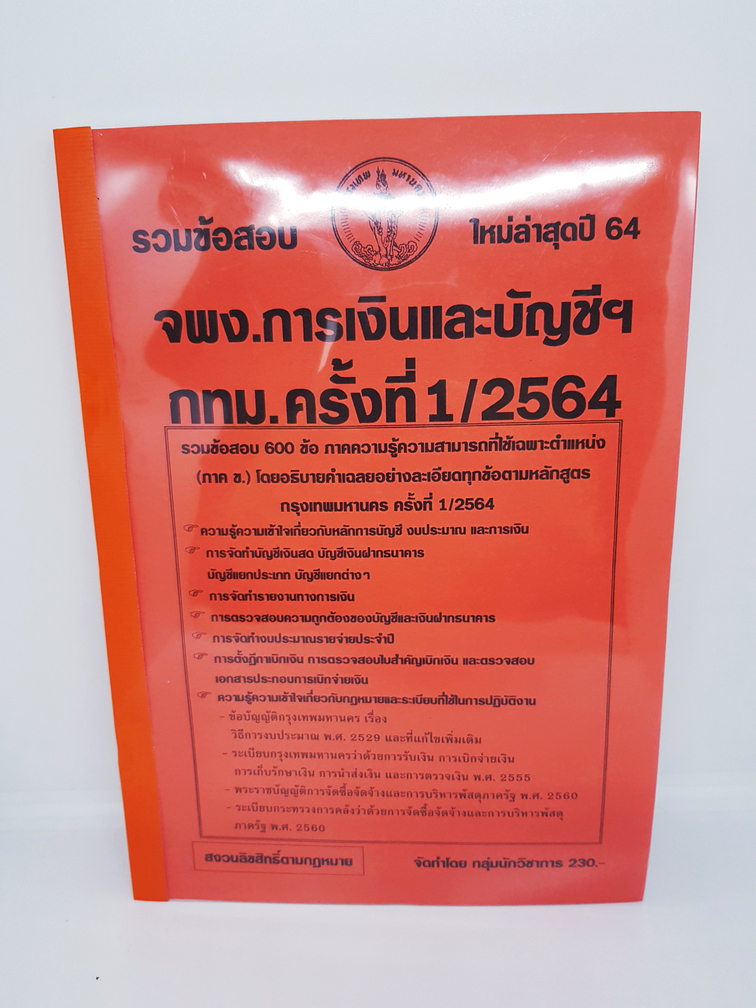 กรุงเทพมหานคร
รวมข้อสอบ
ใหม่ล่าสุดปี 64
จพง.การเงินและบัญชีฯ
กทม.ครั้งที่ 1/2564
รวมข้อสอบ 600 ข้อ ภาคความรู้ความสามารถที่ใช้เฉพาะตำแหน่ง
(ภาค ข.) โดยอธิบายคำเฉลยอย่างละเอียดทุกข้อตามหลักสูตร
กรุงเทพมหานคร ครั้งที่ 1/2564
☞ ความรู้ความเข้าใจเกี่ยวกับหลักการบัญชี งบประมาณ และการเงิน
☞ การจัดทำบัญชีเงินสด บัญชีเงินฝากธนาคาร
บัญชีแยกประเภท บัญชีแยกต่างๆ
☞ การจัดทำรายงานทางการเงิน
☞ การตรวจสอบความถูกต้องของบัญชีและเงินฝากธนาคาร
☞ การจัดทำงบประมาณรายจ่ายประจำปี
☞ การตั้งฎีกาเบิกเงิน การตรวจสอบใบสำคัญเบิกเงิน และตรวจสอบ
เอกสารประกอบการเบิกจ่ายเงิน
☞ ความรู้ความเข้าใจเกี่ยวกับกฎหมายและระเบียบที่ใช้ในการปฏิบัติงาน
- ข้อบัญญัติกรุงเทพมหานคร เรื่อง
วิธีการงบประมาณ พ.ศ. 2529 และที่แก้ไขเพิ่มเติม
- ระเบียบกรุงเทพมหานครว่าด้วยการรับเงิน การเบิกจ่ายเงิน
การเก็บรักษาเงิน การนำส่งเงิน และการตรวจเงิน พ.ศ. 2555
- พระราชบัญญัติการจัดซื้อจัดจ้างและการบริหารพัสดุภาครัฐ พ.ศ. 2560
- ระเบียบกระทรวงการคลังว่าด้วยการจัดซื้อจัดจ้างและการบริหารพัสดุ
ภาครัฐ พ.ศ. 2560
สงวนลิขสิทธิ์ตามกฎหมาย
จัดทำโดย กลุ่มนักวิชาการ 230.-